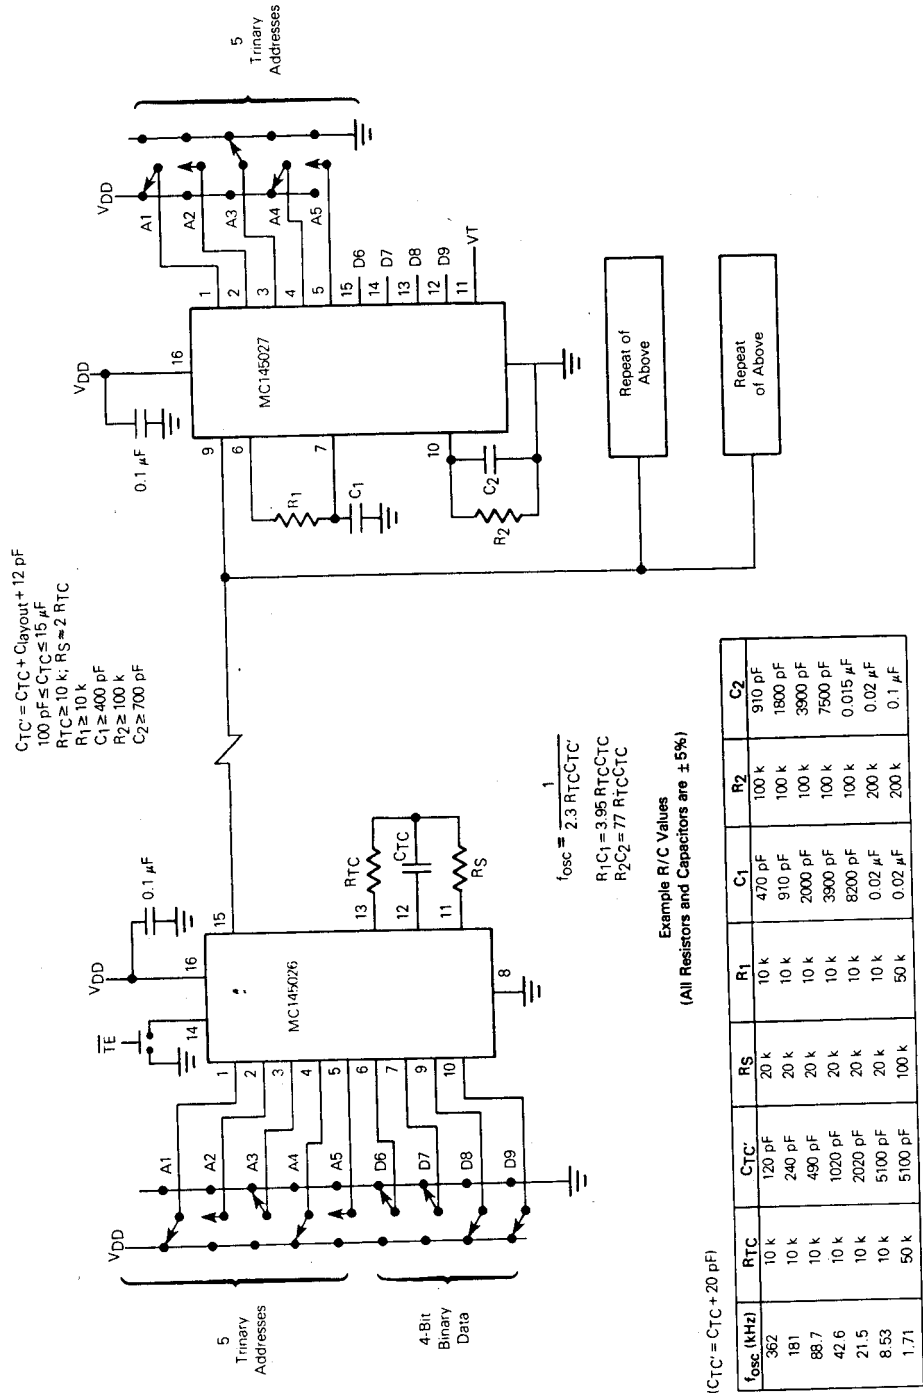 CTC' = CTC + Clayout + 12 pF
100 pF ≤ CTC ≤ 15 µF
RTC ≥ 10 k; RS ≈ 2 RTC
R1 ≥ 10 k
C1 ≥ 400 pF
R2 ≥ 100 k
C2 ≥ 700 pF
VDD
TE
0.1 µF
14
16
15
MC145026
1
2
3
4
5
6
7
9
10
13
12
11
8
RTC
CTC
RS
VDD
A1
A2
A3
A4
A5
D6
D7
D8
D9
5
Trinary
Addresses
4-Bit
Binary
Data
VDD
0.1 µF
16
9
6
7
10
MC145027
R1
C1
R2
C2
1
2
3
4
5
15
14
13
12
11
D6
D7
D8
D9
VT
VDD
A1
A2
A3
A4
A5
5
Trinary
Addresses
Repeat of
Above
Repeat
of Above
fosc ≅ 1 / 2.3 RTCCTC'
R1C1 = 3.95 RTCCTC
R2C2 = 77 RTCCTC
Example R/C Values
(All Resistors and Capacitors are ±5%)
(CTC' = CTC + 20 pF)
fosc (kHz) RTC CTC' RS R1 C1 R2 C2
362 10 k 120 pF 20 k 10 k 470 pF 100 k 910 pF
181 10 k 240 pF 20 k 10 k 910 pF 100 k 1800 pF
88.7 10 k 490 pF 20 k 10 k 2000 pF 100 k 3900 pF
42.6 10 k 1020 pF 20 k 10 k 3900 pF 100 k 7500 pF
21.5 10 k 2020 pF 20 k 10 k 8200 pF 100 k 0.015 µF
8.53 10 k 5100 pF 20 k 10 k 0.02 µF 200 k 0.02 µF
1.71 50 k 5100 pF 100 k 50 k 0.02 µF 200 k 0.1 µF